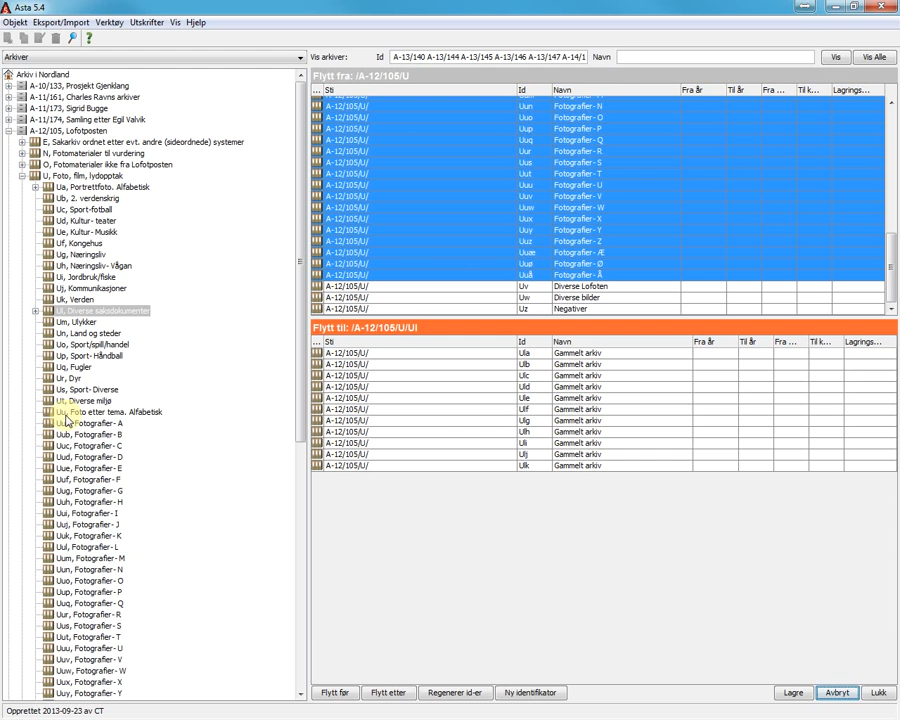 Asta 5.4
Objekt Eksport/Import Verktøy Utskrifter Vis Hjelp
Arkiver Vis arkiver: Id A-13/140 A-13/144 A-13/145 A-13/146 A-13/147 A-14/1 Navn Vis Vis Alle
Arkiv i Nordland
A-10/133, Prosjekt Gjenklang
A-11/161, Charles Ravns arkiver
A-11/173, Sigrid Bugge
A-11/174, Samling etter Egil Valvik
A-12/105, Lofotposten
E, Sakarkiv ordnet etter evt. andre (sideordnede) systemer
N, Fotomaterialer til vurdering
O, Fotomaterialer ikke fra Lofotposten
U, Foto, film, lydopptak
Ua, Portrettfoto. Alfabetisk
Ub, 2. verdenskrig
Uc, Sport-fotball
Ud, Kultur- teater
Ue, Kultur- Musikk
Uf, Kongehus
Ug, Næringsliv
Uh, Næringsliv- Vågan
Ui, Jordbruk/fiske
Uj, Kommunikasjoner
Uk, Verden
Ul, Diverse saksdokumenter
Um, Ulykker
Un, Land og steder
Uo, Sport/spill/handel
Up, Sport- Håndball
Uq, Fugler
Ur, Dyr
Us, Sport- Diverse
Ut, Diverse miljø
Uu, Foto etter tema. Alfabetisk
Fotografier- A
Uub, Fotografier- B
Uuc, Fotografier- C
Uud, Fotografier- D
Uue, Fotografier- E
Uuf, Fotografier- F
Uug, Fotografier- G
Uuh, Fotografier- H
Uui, Fotografier- I
Uuj, Fotografier- J
Uuk, Fotografier- K
Uul, Fotografier- L
Uum, Fotografier- M
Uun, Fotografier- N
Uuo, Fotografier- O
Uup, Fotografier- P
Uuq, Fotografier- Q
Uur, Fotografier- R
Uus, Fotografier- S
Uut, Fotografier- T
Uuu, Fotografier- U
Uuv, Fotografier- V
Uuw, Fotografier- W
Uux, Fotografier- X
Uuy, Fotografier- Y
Flytt fra: /A-12/105/U
... Sti Id Navn Fra år Til år Fra ... Til k... Lagrings...
A-12/105/U/ Uun Fotografier- N
A-12/105/U/ Uuo Fotografier- O
A-12/105/U/ Uup Fotografier- P
A-12/105/U/ Uuq Fotografier- Q
A-12/105/U/ Uur Fotografier- R
A-12/105/U/ Uus Fotografier- S
A-12/105/U/ Uut Fotografier- T
A-12/105/U/ Uuu Fotografier- U
A-12/105/U/ Uuv Fotografier- V
A-12/105/U/ Uuw Fotografier- W
A-12/105/U/ Uux Fotografier- X
A-12/105/U/ Uuy Fotografier- Y
A-12/105/U/ Uuz Fotografier- Z
A-12/105/U/ Uuæ Fotografier- Æ
A-12/105/U/ Uuø Fotografier- Ø
A-12/105/U/ Uuå Fotografier- Å
A-12/105/U/ Uv Diverse Lofoten
A-12/105/U/ Uw Diverse bilder
A-12/105/U/ Uz Negativer
Flytt til: /A-12/105/U/Ul
... Sti Id Navn Fra år Til år Fra ... Til k... Lagrings...
A-12/105/U/ Ula Gammelt arkiv
A-12/105/U/ Ulb Gammelt arkiv
A-12/105/U/ Ulc Gammelt arkiv
A-12/105/U/ Uld Gammelt arkiv
A-12/105/U/ Ule Gammelt arkiv
A-12/105/U/ Ulf Gammelt arkiv
A-12/105/U/ Ulg Gammelt arkiv
A-12/105/U/ Ulh Gammelt arkiv
A-12/105/U/ Uli Gammelt arkiv
A-12/105/U/ Ulj Gammelt arkiv
A-12/105/U/ Ulk Gammelt arkiv
Flytt før Flytt etter Regenerer id-er Ny identifikator Lagre Avbryt Lukk
Opprettet 2013-09-23 av CT